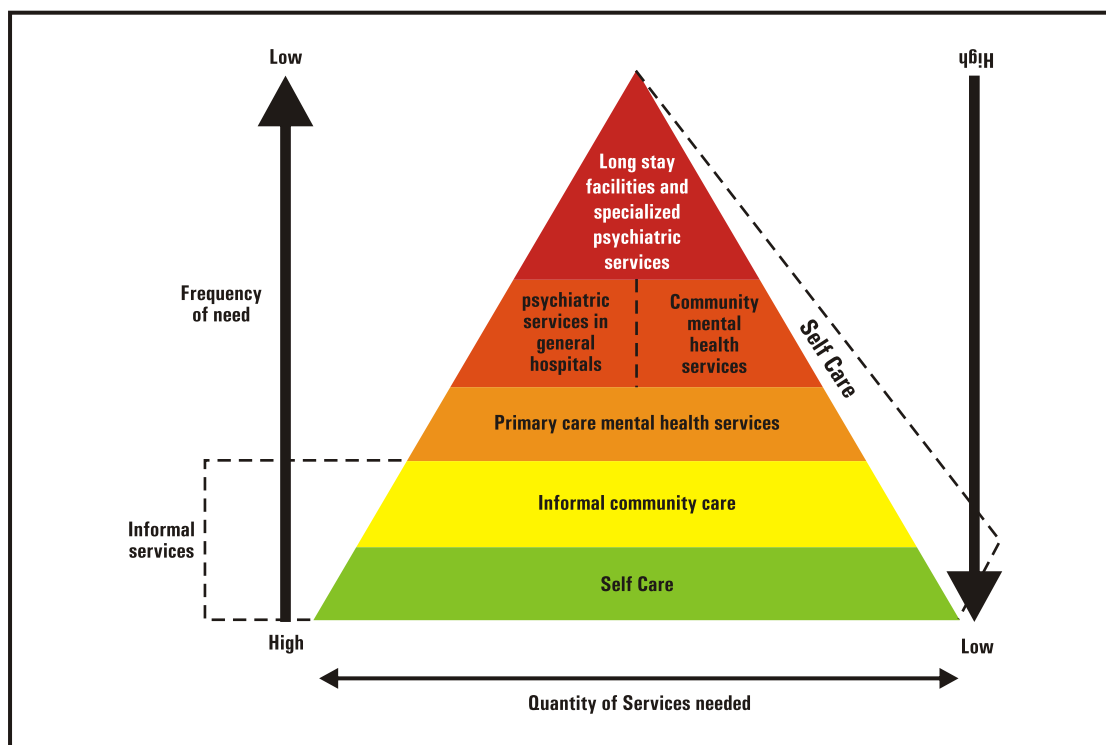 Low
High
Long stay
facilities and
specialized
psychiatric
services
Frequency
of need
psychiatric
services in
general
hospitals
Community
mental
health
services
Self Care
Primary care mental health services
Informal community care
Informal
services
Self Care
High
Low
Quantity of Services needed